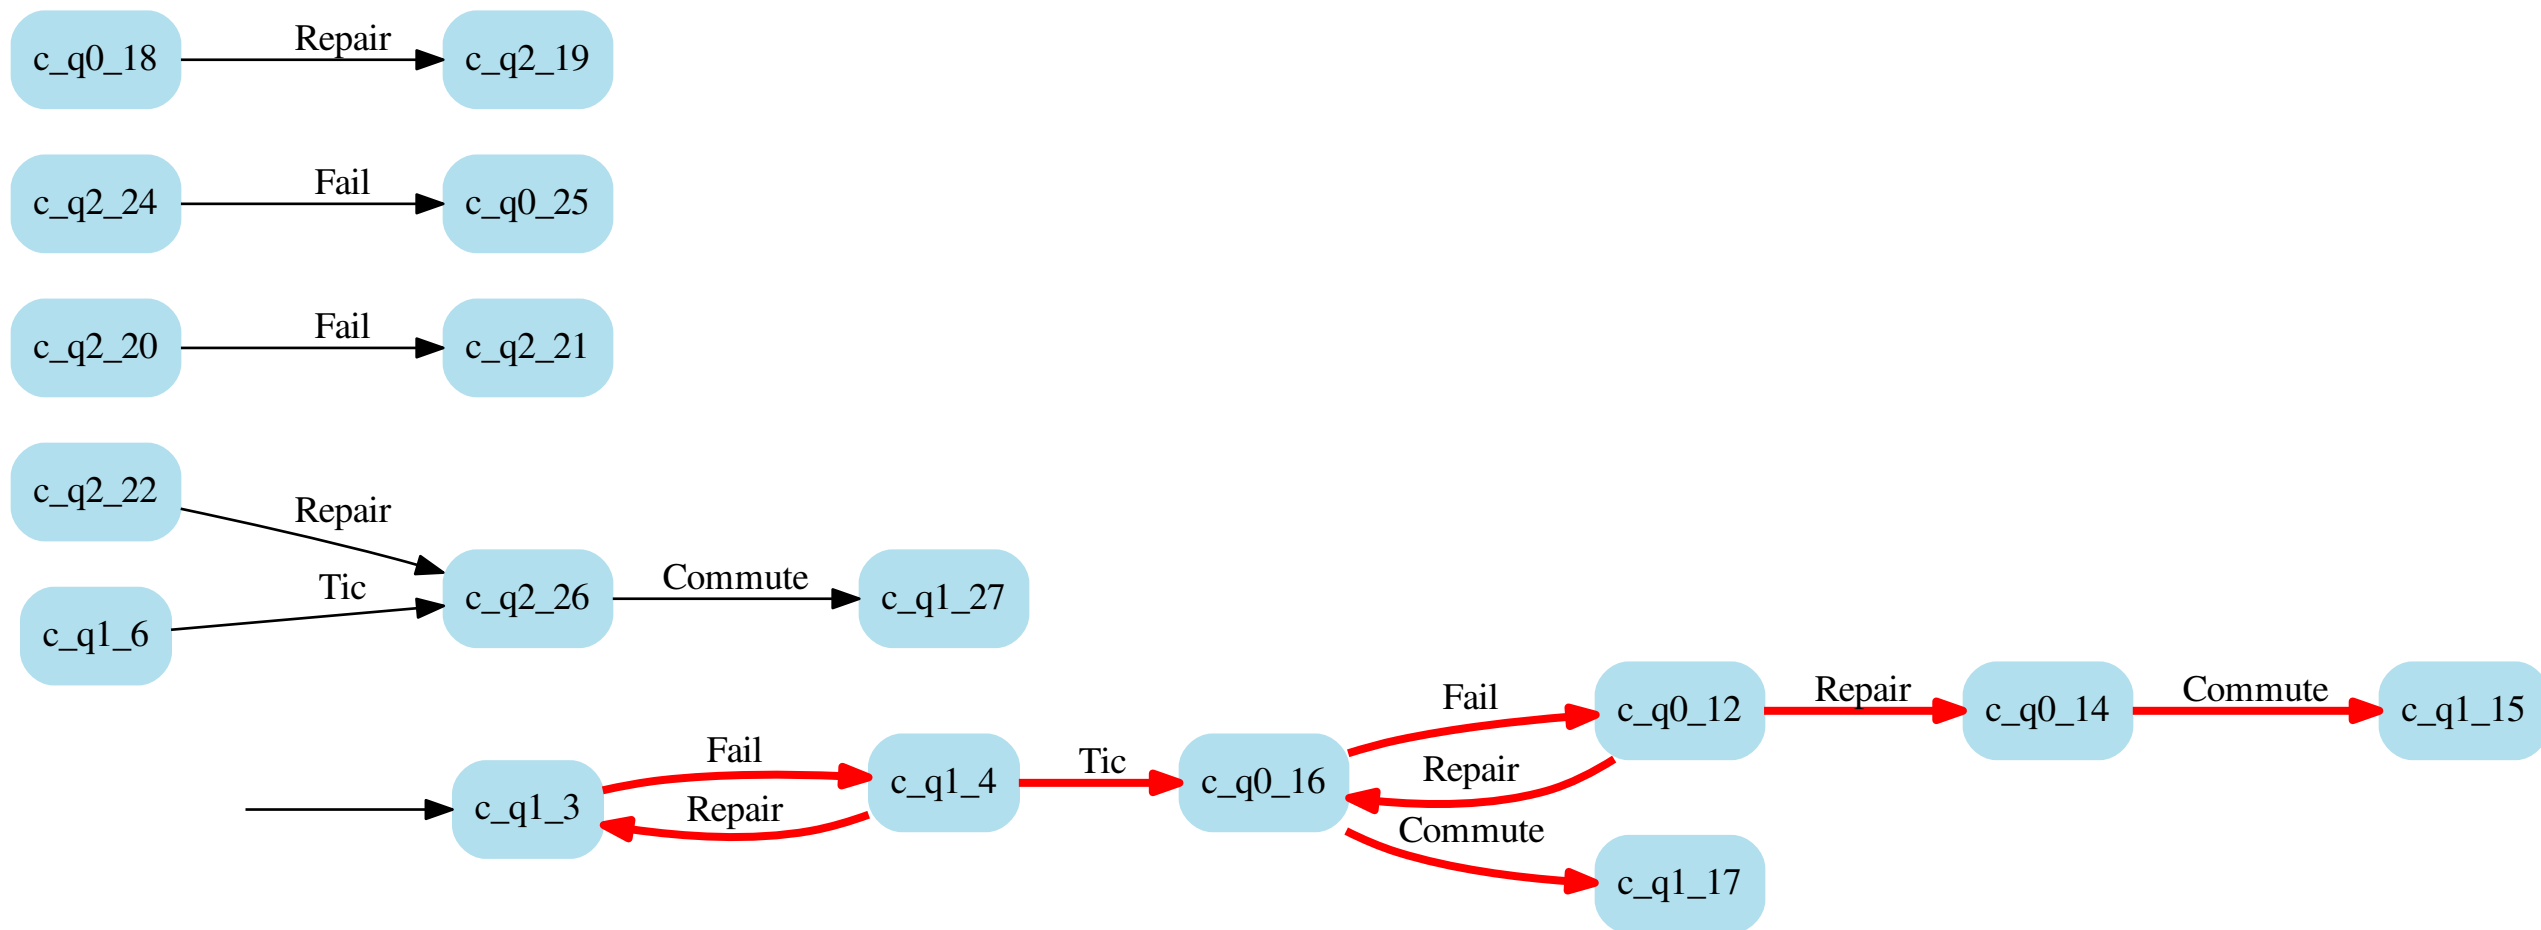 c_q0_18
Repair
c_q2_19
c_q2_24
Fail
c_q0_25
c_q2_20
Fail
c_q2_21
c_q2_22
Repair
c_q1_6
Tic
c_q2_26
Commute
c_q1_27
c_q1_3
Fail
Repair
c_q1_4
Tic
c_q0_16
Fail
Repair
Commute
c_q0_12
Repair
c_q0_14
Commute
c_q1_15
c_q1_17